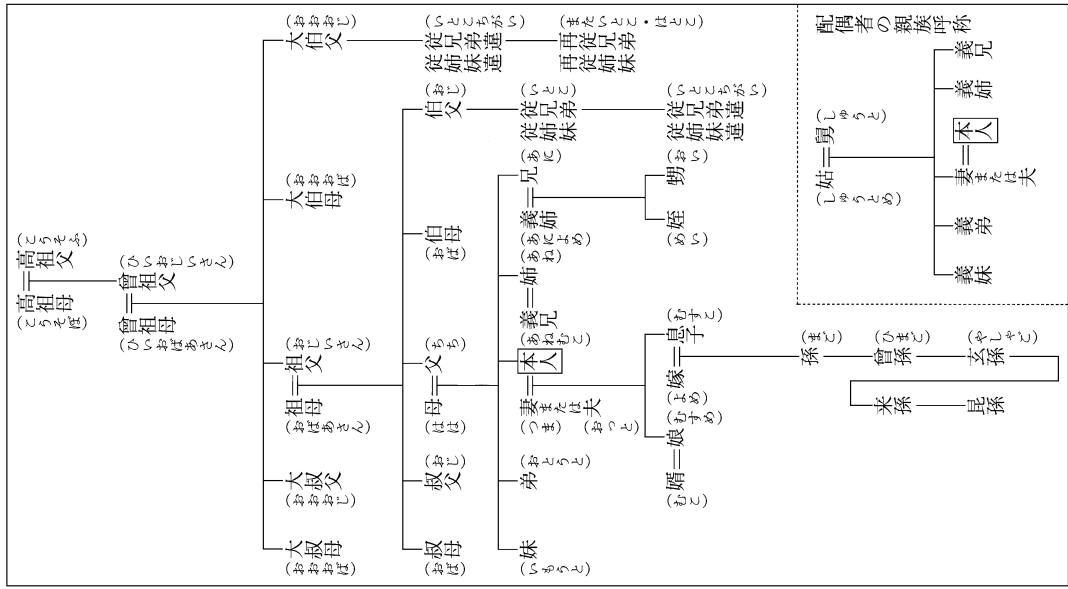 (こうそふ)
高祖父
高祖母
(こうそぼ)
(ひいおじいさん)
曾祖父
曾祖母
(ひいおばあさん)
(おおおじ)
大伯父
(おおおば)
大伯母
(おじいさん)
祖父
祖母
(おばあさん)
大叔父
(おおおじ)
大叔母
(おおおば)
(いとこちがい)
従兄弟違
従姉妹違
(またいとこ・はとこ)
再従兄弟
再従姉妹
(おじ)
伯父
伯母
(おば)
(ちち)
父
母
(はは)
(おじ)
叔父
叔母
(おば)
(いとこ)
従兄弟
従姉妹
(いとこちがい)
従兄弟違
従姉妹違
(あに)
兄
義姉
(あによめ)
(おい)
甥
姪
(めい)
(あね)
姉
義兄
(あねむこ)
本人
妻または夫
(つま)
(おっと)
(おとうと)
弟
妹
(いもうと)
(むすこ)
息子
嫁
(よめ)
(むすめ)
娘
婿
(むこ)
(まご)
孫
(ひまご)
曾孫
(やしゃご)
玄孫
来孫
昆孫
配偶者の親族呼称
(しゅうと)
舅
姑
(しゅうとめ)
義兄
義姉
本人
妻または夫
義弟
義妹